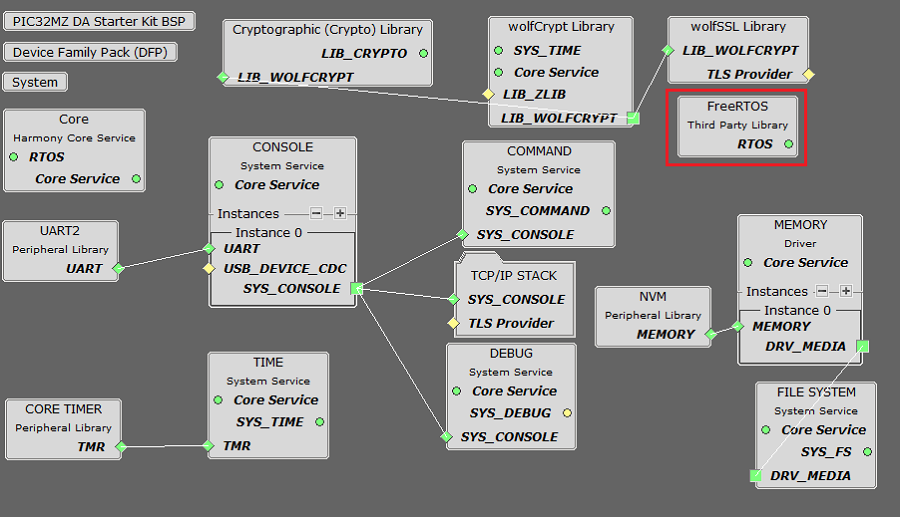 PIC32MZ DA Starter Kit BSP
Device Family Pack (DFP)
System
Cryptographic (Crypto) Library
LIB_CRYPTO
LIB_WOLFCRYPT
wolfCrypt Library
SYS_TIME
Core Service
LIB_ZLIB
LIB_WOLFCRYPT
wolfSSL Library
LIB_WOLFCRYPT
TLS Provider
FreeRTOS
Third Party Library
RTOS
Core
Harmony Core Service
RTOS
Core Service
CONSOLE
System Service
Core Service
Instances
Instance 0
UART
USB_DEVICE_CDC
SYS_CONSOLE
COMMAND
System Service
Core Service
SYS_COMMAND
SYS_CONSOLE
UART2
Peripheral Library
UART
TCP/IP STACK
SYS_CONSOLE
TLS Provider
NVM
Peripheral Library
MEMORY
MEMORY
Driver
Core Service
Instances
Instance 0
MEMORY
DRV_MEDIA
DEBUG
System Service
Core Service
SYS_DEBUG
SYS_CONSOLE
TIME
System Service
Core Service
SYS_TIME
TMR
CORE TIMER
Peripheral Library
TMR
FILE SYSTEM
System Service
Core Service
SYS_FS
DRV_MEDIA